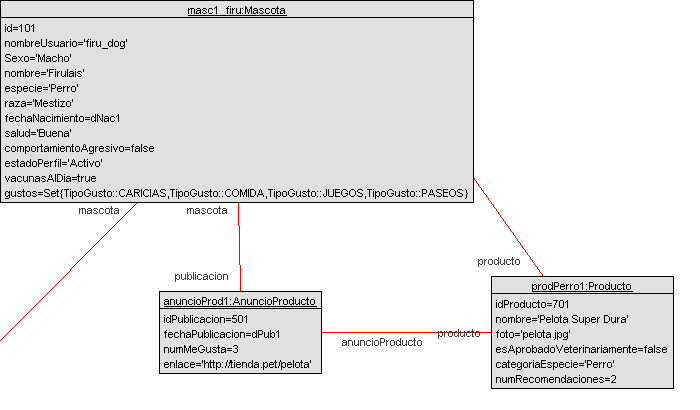 masc1_firu:Mascota
id=101
nombreUsuario='firu_dog'
Sexo='Macho'
nombre='Firulais'
especie='Perro'
raza='Mestizo'
fechaNacimiento=dNac1
salud='Buena'
comportamientoAgresivo=false
estadoPerfil='Activo'
vacunasAlDia=true
gustos=Set{TipoGusto::CARICIAS,TipoGusto::COMIDA,TipoGusto::JUEGOS,TipoGusto::PASEOS}
mascota
mascota
producto
publicacion
anuncioProd1:AnuncioProducto
idPublicacion=501
fechaPublicacion=dPub1
numMeGusta=3
enlace='http://tienda.pet/pelota'
anuncioProducto
producto
prodPerro1:Producto
idProducto=701
nombre='Pelota Super Dura'
foto='pelota.jpg'
esAprobadoVeterinariamente=false
categoriaEspecie='Perro'
numRecomendaciones=2